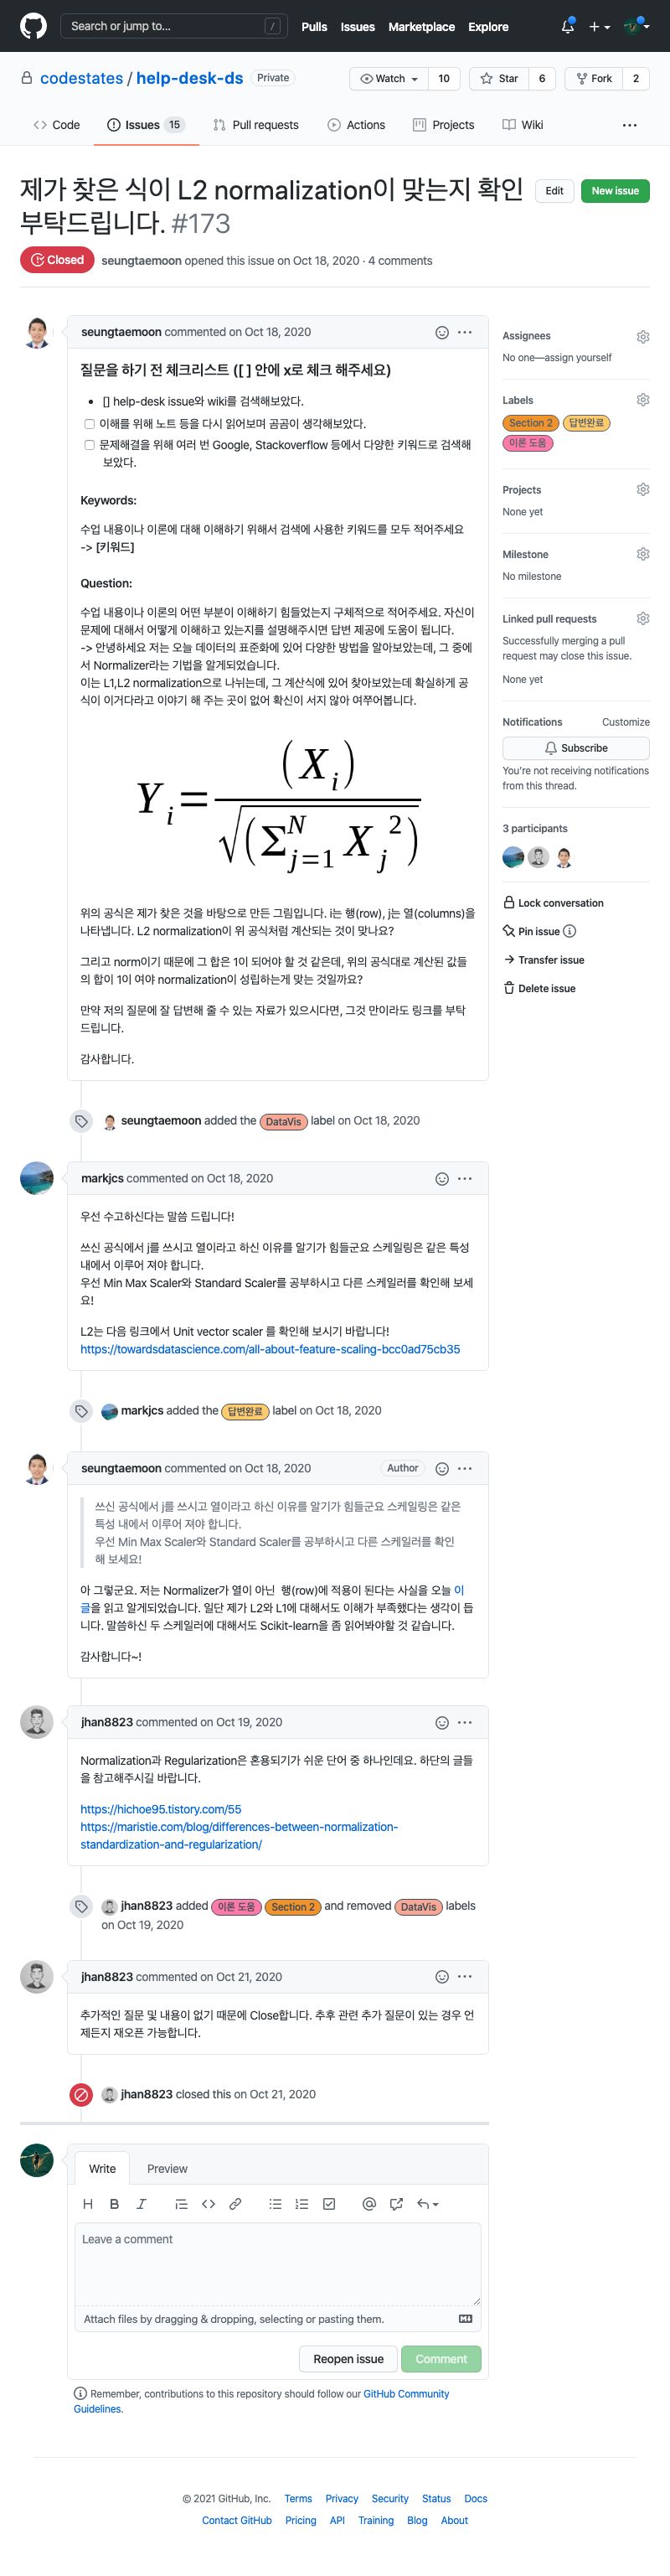 Search or jump to... /
Pulls Issues Marketplace Explore
codestates / help-desk-ds Private
Watch 10 Star 6 Fork 2
Code Issues 15 Pull requests Actions Projects Wiki ...
제가 찾은 식이 L2 normalization이 맞는지 확인
부탁드립니다. #173
Edit New issue
Closed seungtaemoon opened this issue on Oct 18, 2020 · 4 comments
seungtaemoon commented on Oct 18, 2020
질문을 하기 전 체크리스트 ([ ] 안에 x로 체크 해주세요)
• [] help-desk issue와 wiki를 검색해보았다.
이해를 위해 노트 등을 다시 읽어보며 곰곰이 생각해보았다.
문제해결을 위해 여러 번 Google, Stackoverflow 등에서 다양한 키워드로 검색해
보았다.
Keywords:
수업 내용이나 이론에 대해 이해하기 위해서 검색에 사용한 키워드를 모두 적어주세요
-> [키워드]
Question:
수업 내용이나 이론의 어떤 부분이 이해하기 힘들었는지 구체적으로 적어주세요. 자신이
문제에 대해서 어떻게 이해하고 있는지를 설명해주시면 답변 제공에 도움이 됩니다.
-> 안녕하세요 저는 오늘 데이터의 표준화에 있어 다양한 방법을 알아보았는데, 그 중에
서 Normalizer라는 기법을 알게되었습니다.
이는 L1,L2 normalization으로 나뉘는데, 그 계산식에 있어 찾아보았는데 확실하게 공
식이 이거다라고 이야기 해 주는 곳이 없어 확신이 서지 않아 여쭈어봅니다.
Y_i = (X_i) / √(Σ_{j=1}^{N} X_j^2)
위의 공식은 제가 찾은 것을 바탕으로 만든 그림입니다. i는 행(row), j는 열(columns)을
나타냅니다. L2 normalization이 위 공식처럼 계산되는 것이 맞나요?
그리고 norm이기 때문에 그 합은 1이 되어야 할 것 같은데, 위의 공식대로 계산된 값들
의 합이 1이 여야 normalization이 성립하는게 맞는 것일까요?
만약 저의 질문에 잘 답변해 줄 수 있는 자료가 있으시다면, 그것 만이라도 링크를 부탁
드립니다.
감사합니다.
Assignees
No one—assign yourself
Labels
Section 2 답변완료
이론 도움
Projects
None yet
Milestone
No milestone
Linked pull requests
Successfully merging a pull
request may close this issue.
None yet
Notifications Customize
Subscribe
You're not receiving notifications
from this thread.
3 participants
Lock conversation
Pin issue
Transfer issue
Delete issue
seungtaemoon added the DataVis label on Oct 18, 2020
markjcs commented on Oct 18, 2020
우선 수고하신다는 말씀 드립니다!
쓰신 공식에서 j를 쓰시고 열이라고 하신 이유를 알기가 힘들군요 스케일링은 같은 특성
내에서 이루어 져야 합니다.
우선 Min Max Scaler와 Standard Scaler를 공부하시고 다른 스케일러를 확인해 보세
요!
L2는 다음 링크에서 Unit vector scaler 를 확인해 보시기 바랍니다!
https://towardsdatascience.com/all-about-feature-scaling-bcc0ad75cb35
markjcs added the 답변완료 label on Oct 18, 2020
seungtaemoon commented on Oct 18, 2020 Author
쓰신 공식에서 j를 쓰시고 열이라고 하신 이유를 알기가 힘들군요 스케일링은 같은
특성 내에서 이루어 져야 합니다.
우선 Min Max Scaler와 Standard Scaler를 공부하시고 다른 스케일러를 확인
해 보세요!
아 그렇군요. 저는 Normalizer가 열이 아닌 행(row)에 적용이 된다는 사실을 오늘 이
글을 읽고 알게되었습니다. 일단 제가 L2와 L1에 대해서도 이해가 부족했다는 생각이 듭
니다. 말씀하신 두 스케일러에 대해서도 Scikit-learn을 좀 읽어봐야할 것 같습니다.
감사합니다~!
jhan8823 commented on Oct 19, 2020
Normalization과 Regularization은 혼용되기가 쉬운 단어 중 하나인데요. 하단의 글들
을 참고해주시길 바랍니다.
https://hichoe95.tistory.com/55
https://maristie.com/blog/differences-between-normalization-
standardization-and-regularization/
jhan8823 added 이론 도움 Section 2 and removed DataVis labels
on Oct 19, 2020
jhan8823 commented on Oct 21, 2020
추가적인 질문 및 내용이 없기 때문에 Close합니다. 추후 관련 추가 질문이 있는 경우 언
제든지 재오픈 가능합니다.
jhan8823 closed this on Oct 21, 2020
Write Preview
H B I
Leave a comment
Attach files by dragging & dropping, selecting or pasting them.
Reopen issue Comment
Remember, contributions to this repository should follow our GitHub Community
Guidelines.
© 2021 GitHub, Inc. Terms Privacy Security Status Docs
Contact GitHub Pricing API Training Blog About